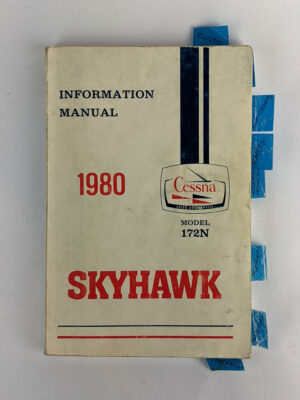 INFORMATION
MANUAL
1980
Cessna
MODEL
172N
SKYHAWK